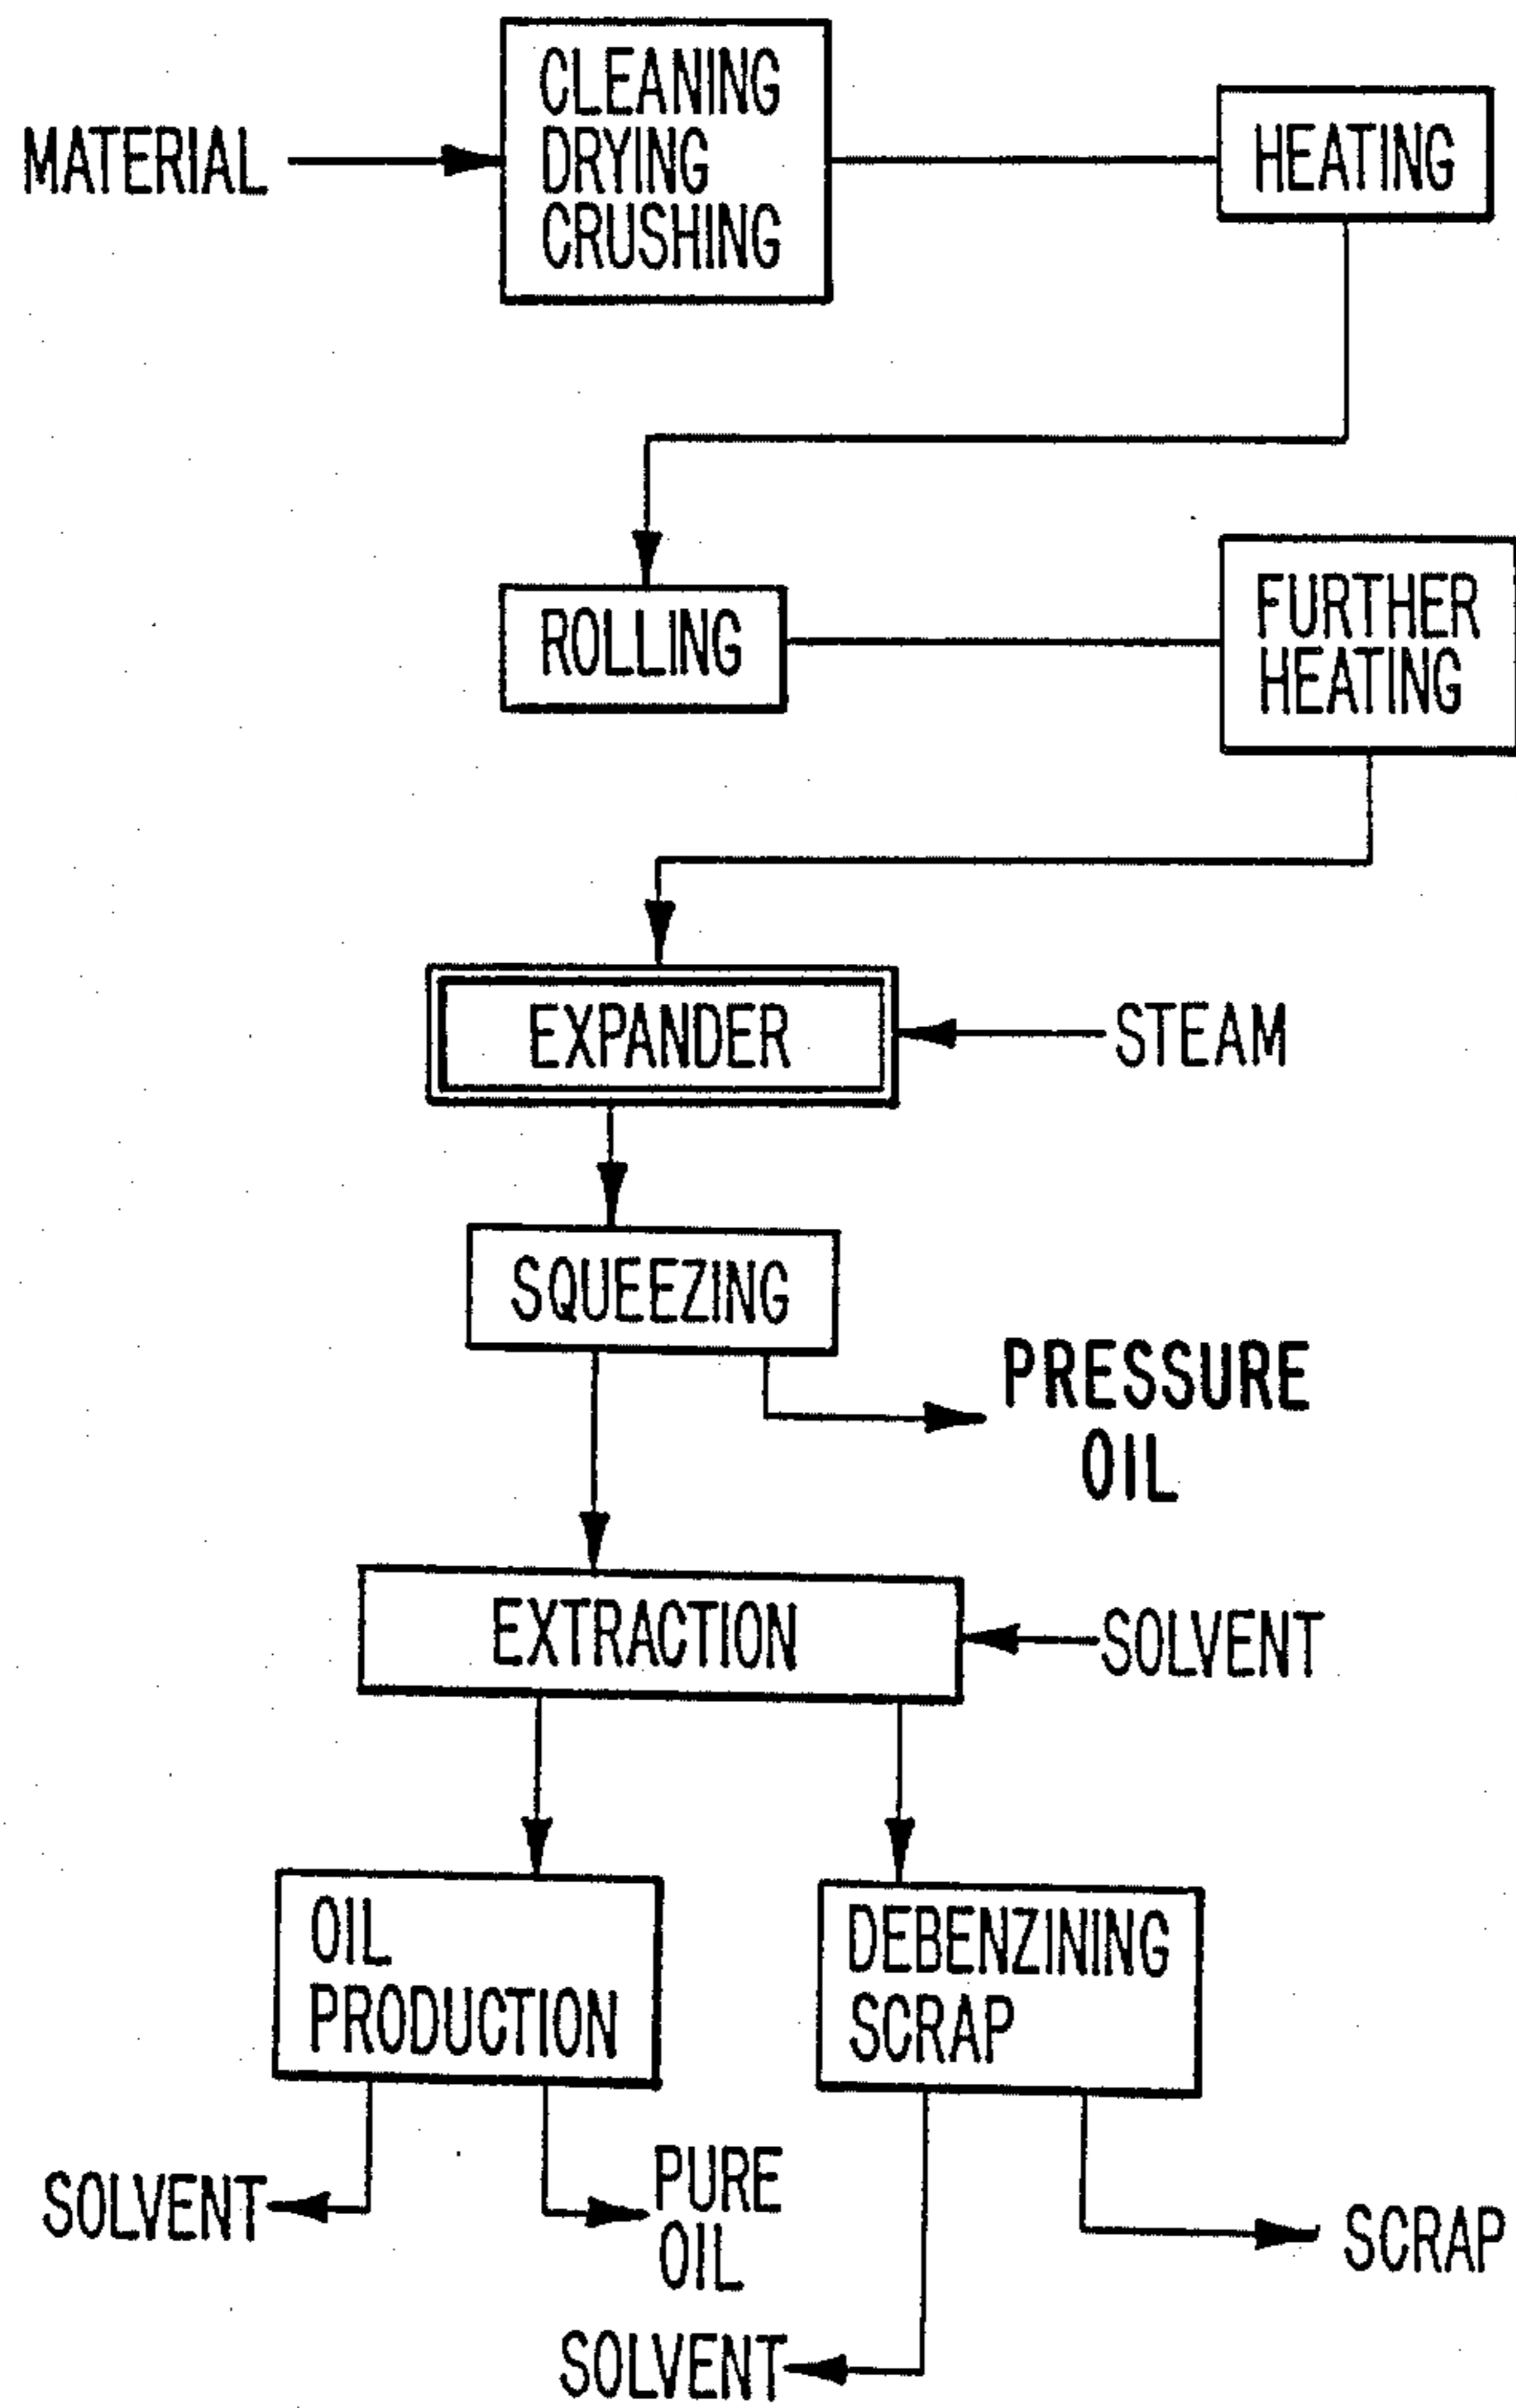 MATERIAL
CLEANING
DRYING
CRUSHING
HEATING
ROLLING
FURTHER
HEATING
EXPANDER
STEAM
SQUEEZING
PRESSURE
OIL
EXTRACTION
SOLVENT
OIL
PRODUCTION
DEBENZINING
SCRAP
SOLVENT
PURE
OIL
SCRAP
SOLVENT